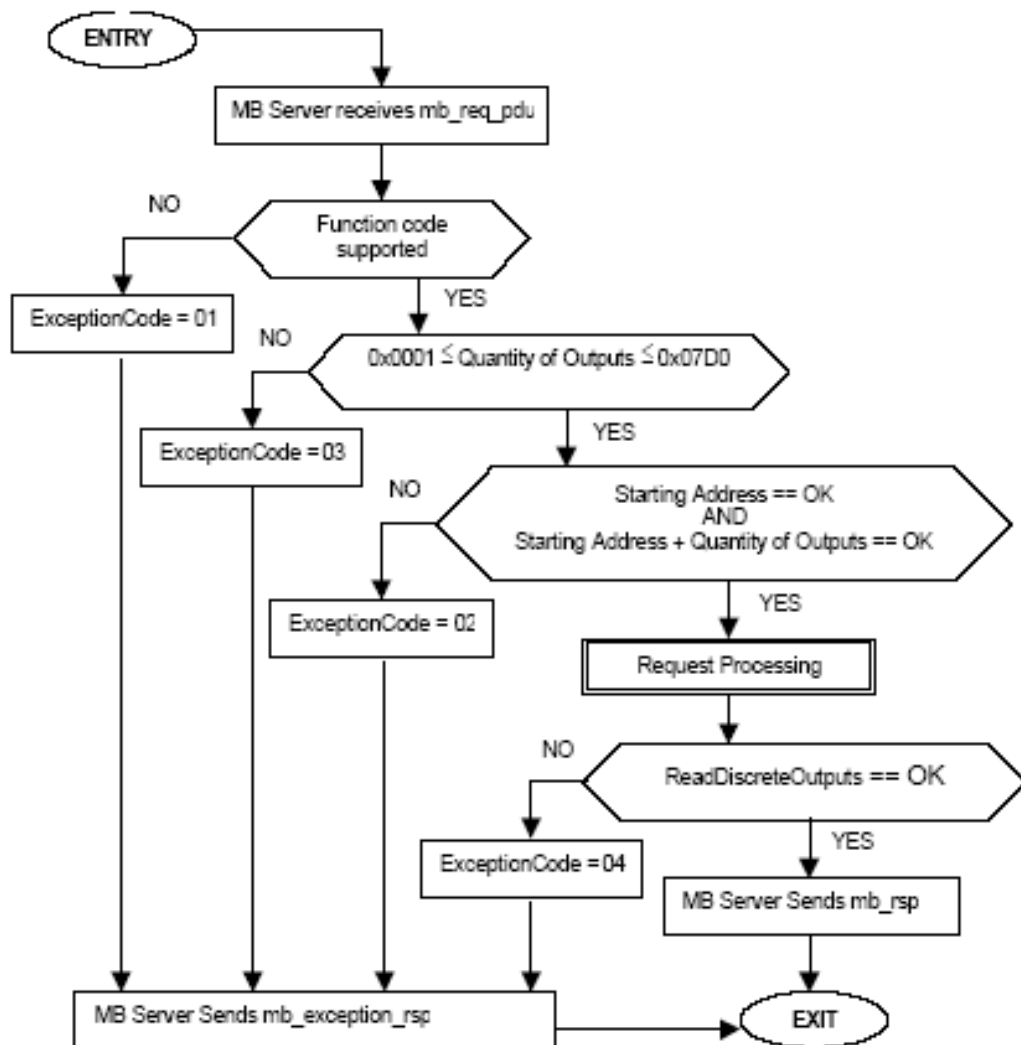 ENTRY
MB Server receives mb_req_pdu
NO
Function code
supported
YES
ExceptionCode = 01
NO
0x0001 ≤ Quantity of Outputs ≤ 0x07D0
YES
ExceptionCode = 03
NO
Starting Address == OK
AND
Starting Address + Quantity of Outputs == OK
YES
ExceptionCode = 02
Request Processing
NO
ReadDiscreteOutputs == OK
YES
ExceptionCode = 04
MB Server Sends mb_rsp
MB Server Sends mb_exception_rsp
EXIT